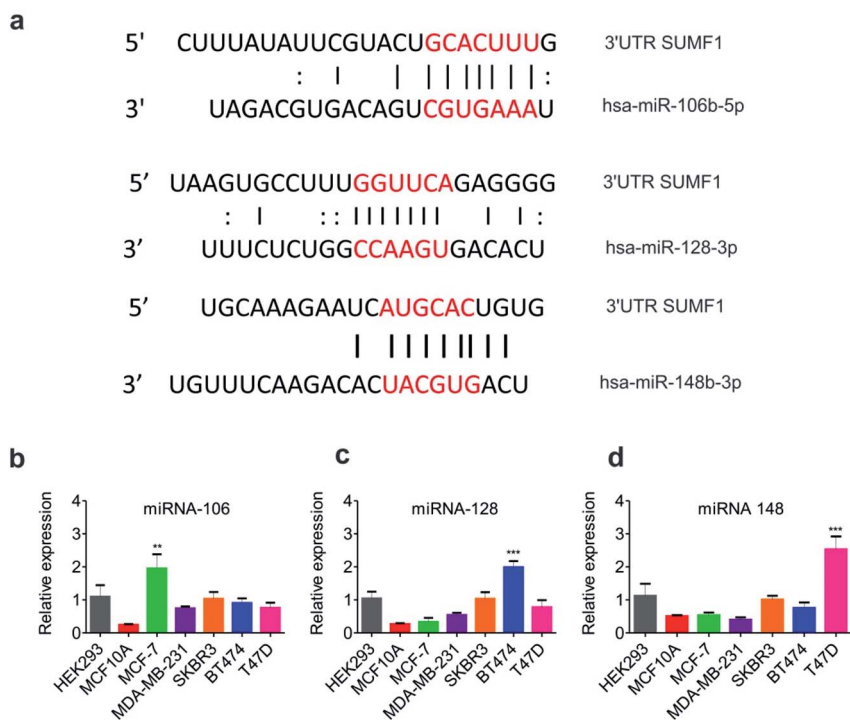 a
5' CUUUAUAUUCGUACUGCACUUUG 3'UTR SUMF1
: | | | | | | | | | :
3' UAGACGUGACAGUCGUGAAAU hsa-miR-106b-5p
5’ UAAGUGCCUUUGGUUCAGAGGGG 3'UTR SUMF1
: | : : | | | | | | | | | :
3’ UUUCUCUGGCCAAGUGACACU hsa-miR-128-3p
5’ UGCAAAGAAUCAUGCACUGUG 3'UTR SUMF1
| | | | | | | | |
3’ UGUUUCAAGACACUACGUGACU hsa-miR-148b-3p
b
miRNA-106
Relative expression
4
3
2
1
0
**
HEK293
MCF10A
MCF-7
MDA-MB-231
SKBR3
BT474
T47D
c
miRNA-128
Relative expression
4
3
2
1
0
***
HEK293
MCF10A
MCF-7
MDA-MB-231
SKBR3
BT474
T47D
d
miRNA 148
Relative expression
4
3
2
1
0
***
HEK293
MCF10A
MCF-7
MDA-MB-231
SKBR3
BT474
T47D